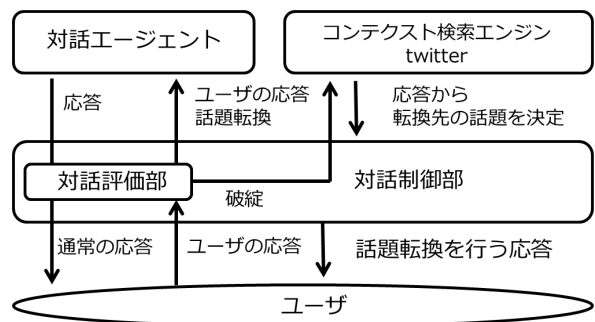 対話エージェント
コンテクスト検索エンジン
twitter
応答
ユーザの応答
話題転換
応答から
転換先の話題を決定
対話評価部
破綻
対話制御部
通常の応答
ユーザの応答
話題転換を行う応答
ユーザ